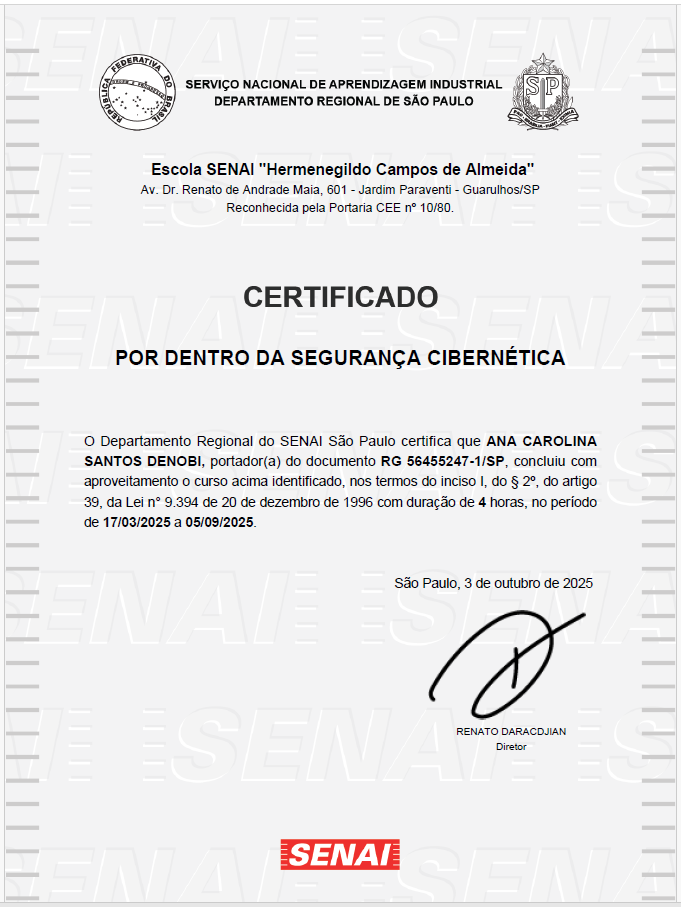 REPÚBLICA FEDERATIVA DO BRASIL
ORDEM E PROGRESSO
SERVIÇO NACIONAL DE APRENDIZAGEM INDUSTRIAL
DEPARTAMENTO REGIONAL DE SÃO PAULO
SP
Escola SENAI "Hermenegildo Campos de Almeida"
Av. Dr. Renato de Andrade Maia, 601 - Jardim Paraventi - Guarulhos/SP
Reconhecida pela Portaria CEE nº 10/80.
CERTIFICADO
POR DENTRO DA SEGURANÇA CIBERNÉTICA
O Departamento Regional do SENAI São Paulo certifica que ANA CAROLINA
SANTOS DENOBI, portador(a) do documento RG 56455247-1/SP, concluiu com
aproveitamento o curso acima identificado, nos termos do inciso I, do § 2º, do artigo
39, da Lei n° 9.394 de 20 de dezembro de 1996 com duração de 4 horas, no período
de 17/03/2025 a 05/09/2025.
São Paulo, 3 de outubro de 2025
RENATO DARACDJIAN
Diretor
SENAI